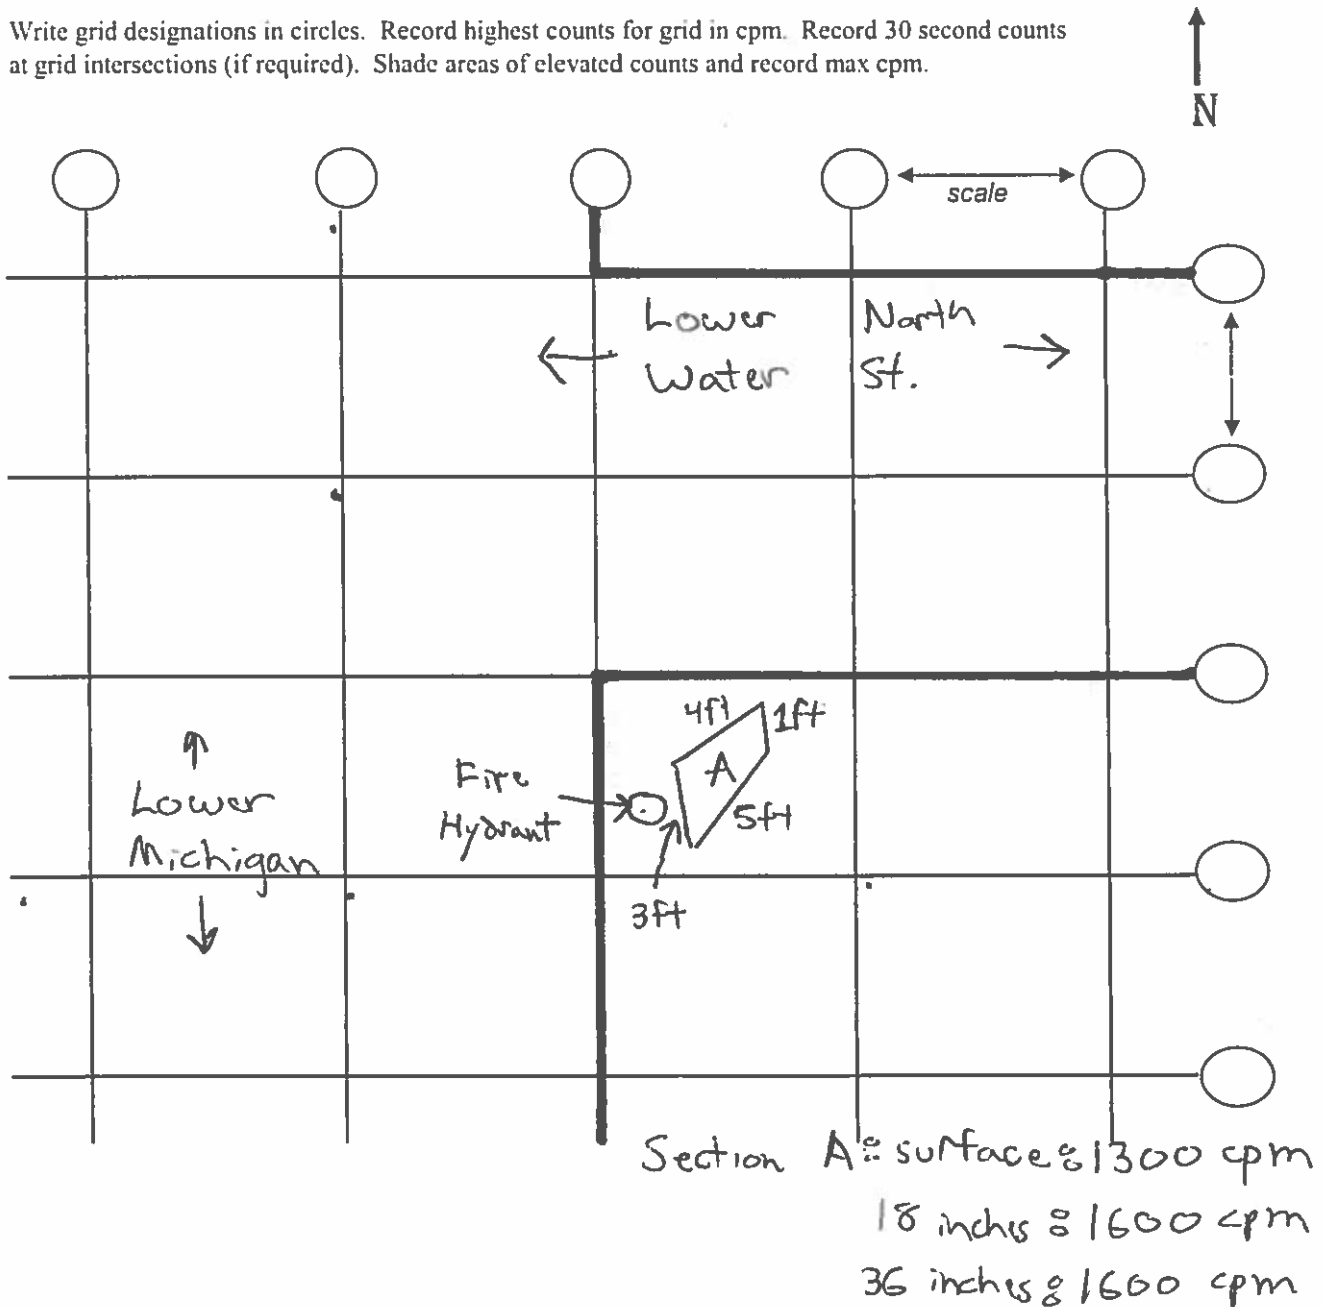 Write grid designations in circles. Record highest counts for grid in cpm. Record 30 second counts
at grid intersections (if required). Shade areas of elevated counts and record max cpm.
N
scale
Lower North
Water St.
4ft 1ft
A
Fire
Hydrant
5ft
Lower
Michigan
3ft
Section A: surface: 1300 cpm
18 inches: 1600 cpm
36 inches: 1600 cpm